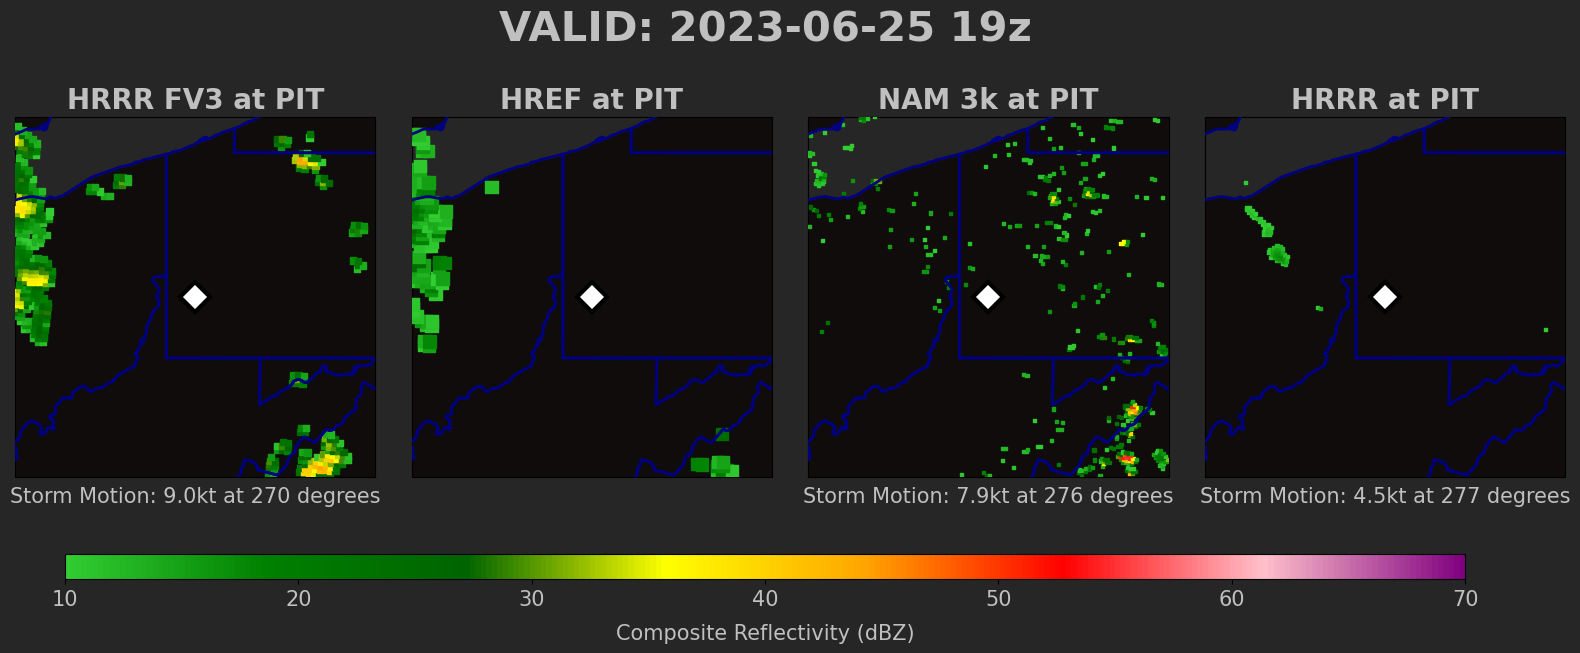 VALID: 2023-06-25 19z
HRRR FV3 at PIT
HREF at PIT
NAM 3k at PIT
HRRR at PIT
Storm Motion: 9.0kt at 270 degrees
Storm Motion: 7.9kt at 276 degrees
Storm Motion: 4.5kt at 277 degrees
10 20 30 40 50 60 70
Composite Reflectivity (dBZ)